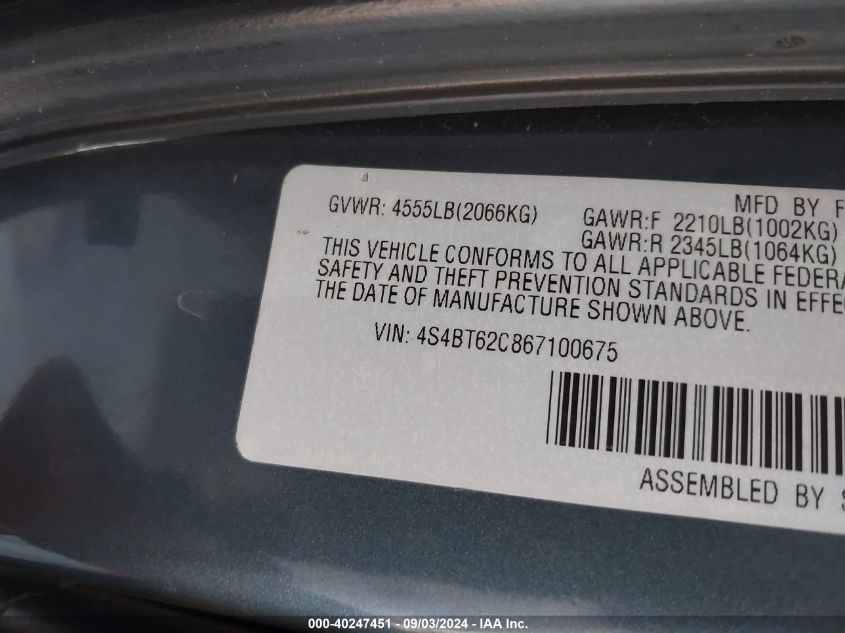 MFD BY F
GVWR: 4555LB(2066KG)
GAWR:F 2210LB(1002KG)
GAWR:R 2345LB(1064KG)
THIS VEHICLE CONFORMS TO ALL APPLICABLE FEDERA
SAFETY AND THEFT PREVENTION STANDARDS IN EFFE
THE DATE OF MANUFACTURE SHOWN ABOVE.
VIN: 4S4BT62C867100675
ASSEMBLED BY S
000-40247451 - 09/03/2024 - IAA Inc.